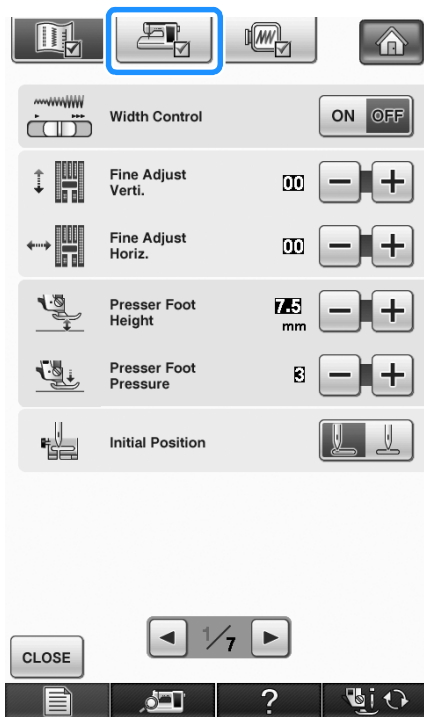 Width Control
ON OFF
Fine Adjust
Verti.
00
Fine Adjust
Horiz.
00
Presser Foot
Height
7.5
mm
Presser Foot
Pressure
3
Initial Position
1/7
CLOSE
?
i